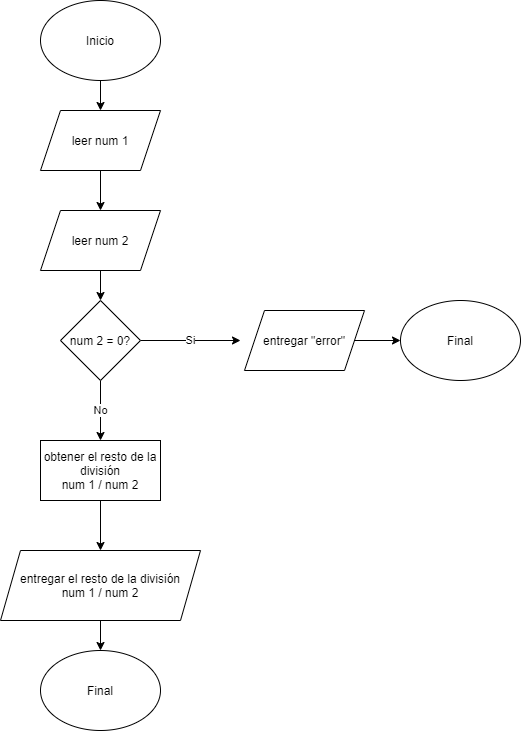 Inicio
leer num 1
leer num 2
num 2 = 0?
Si
entregar "error"
Final
No
obtener el resto de la
división
num 1 / num 2
entregar el resto de la división
num 1 / num 2
Final